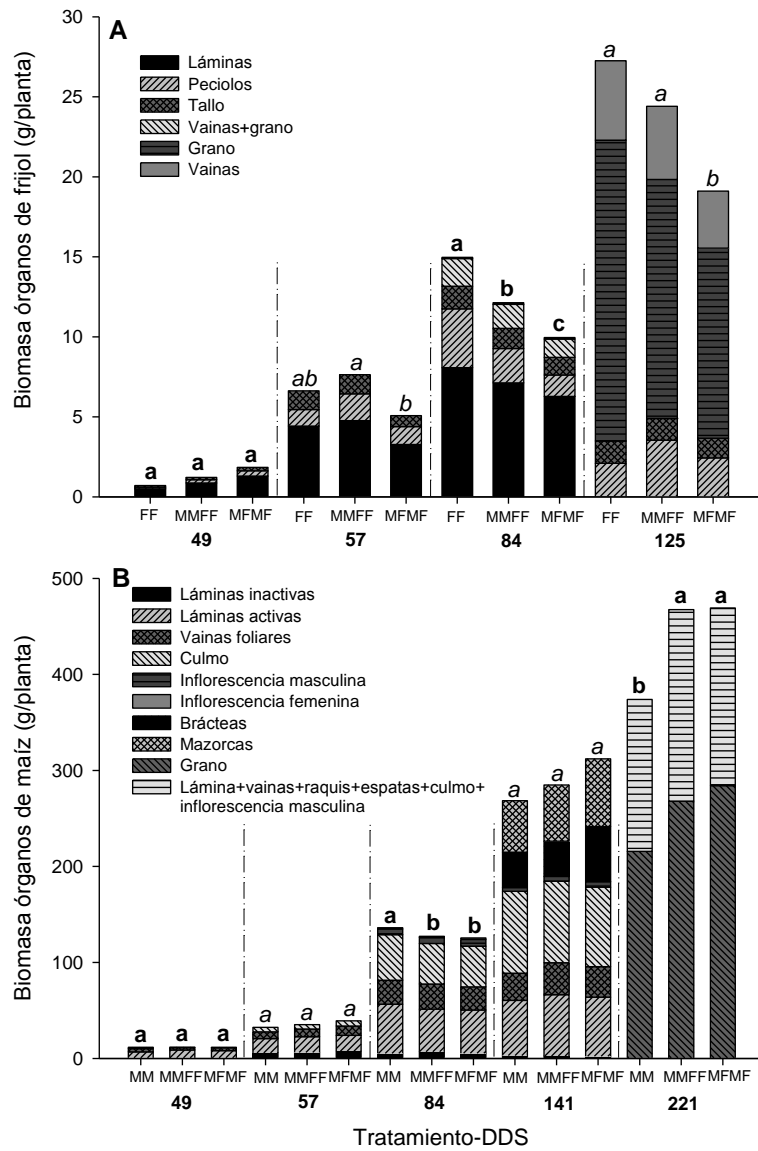 A
Biomasa órganos de frijol (g/planta)
30
25
20
15
10
5
0
Láminas
Peciolos
Tallo
Vainas+grano
Grano
Vainas
a a a
ab a b
a b c
a a b
FF MMFF MFMF FF MMFF MFMF FF MMFF MFMF FF MMFF MFMF
49 57 84 125
B
Biomasa órganos de maíz (g/planta)
500
400
300
200
100
0
Láminas inactivas
Láminas activas
Vainas foliares
Culmo
Inflorescencia masculina
Inflorescencia femenina
Brácteas
Mazorcas
Grano
Lámina+vainas+raquis+espatas+culmo+
inflorescencia masculina
a a a
a a a
a b b
a a a
b a a
MM MMFF MFMF MM MMFF MFMF MM MMFF MFMF MM MMFF MFMF MM MMFF MFMF
49 57 84 141 221
Tratamiento-DDS